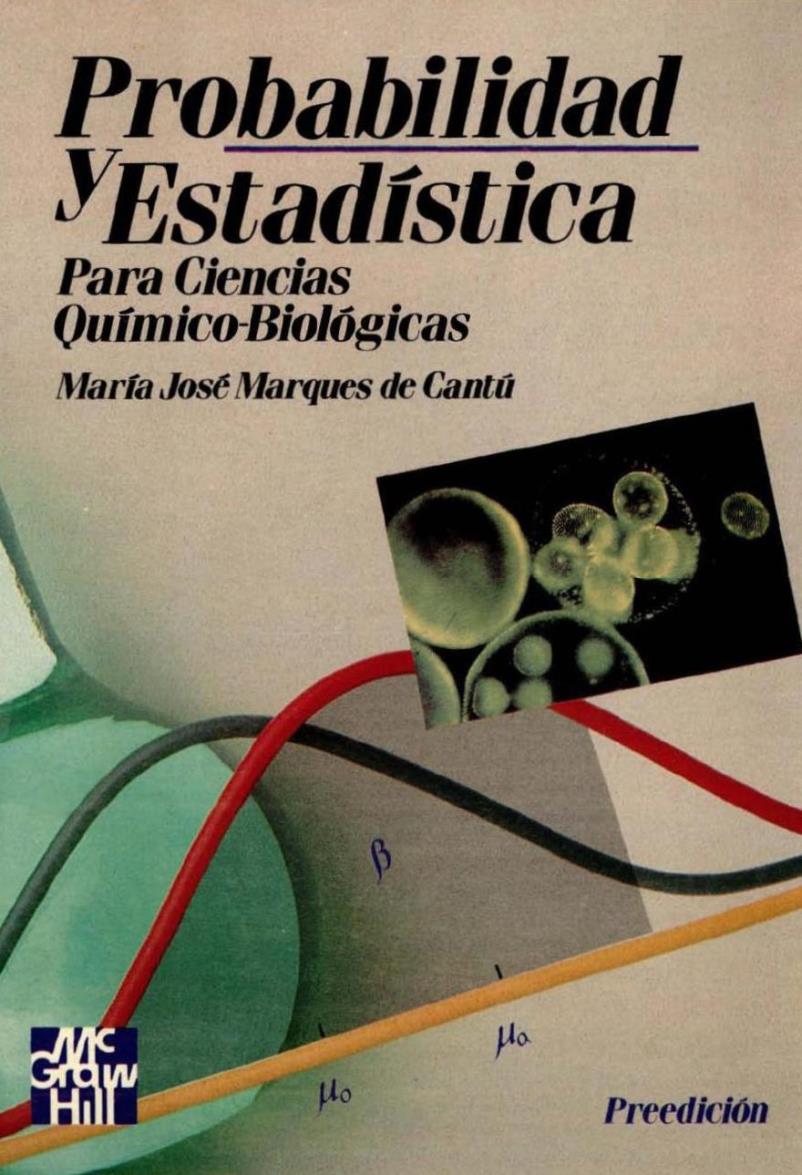 Probabilidad
y Estadística
Para Ciencias
Químico-Biológicas
María José Marques de Cantú
β
μa
μo
Mc
Graw
Hill
Preedición